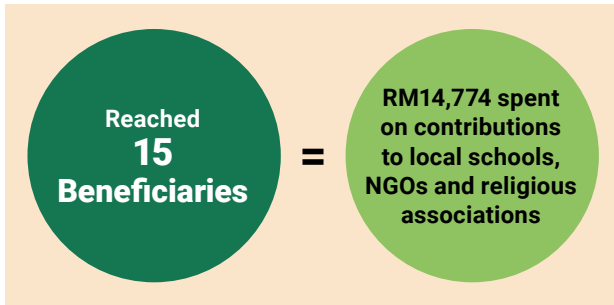 Reached
15
Beneficiaries
=
RM14,774 spent
on contributions
to local schools,
NGOs and religious
associations